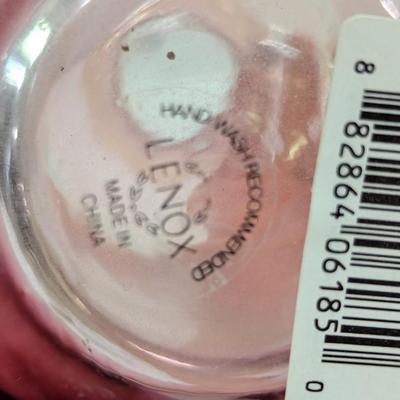 HAND WASH RECOMMENDED
LENOX
MADE IN
CHINA
8 82864 06185 0